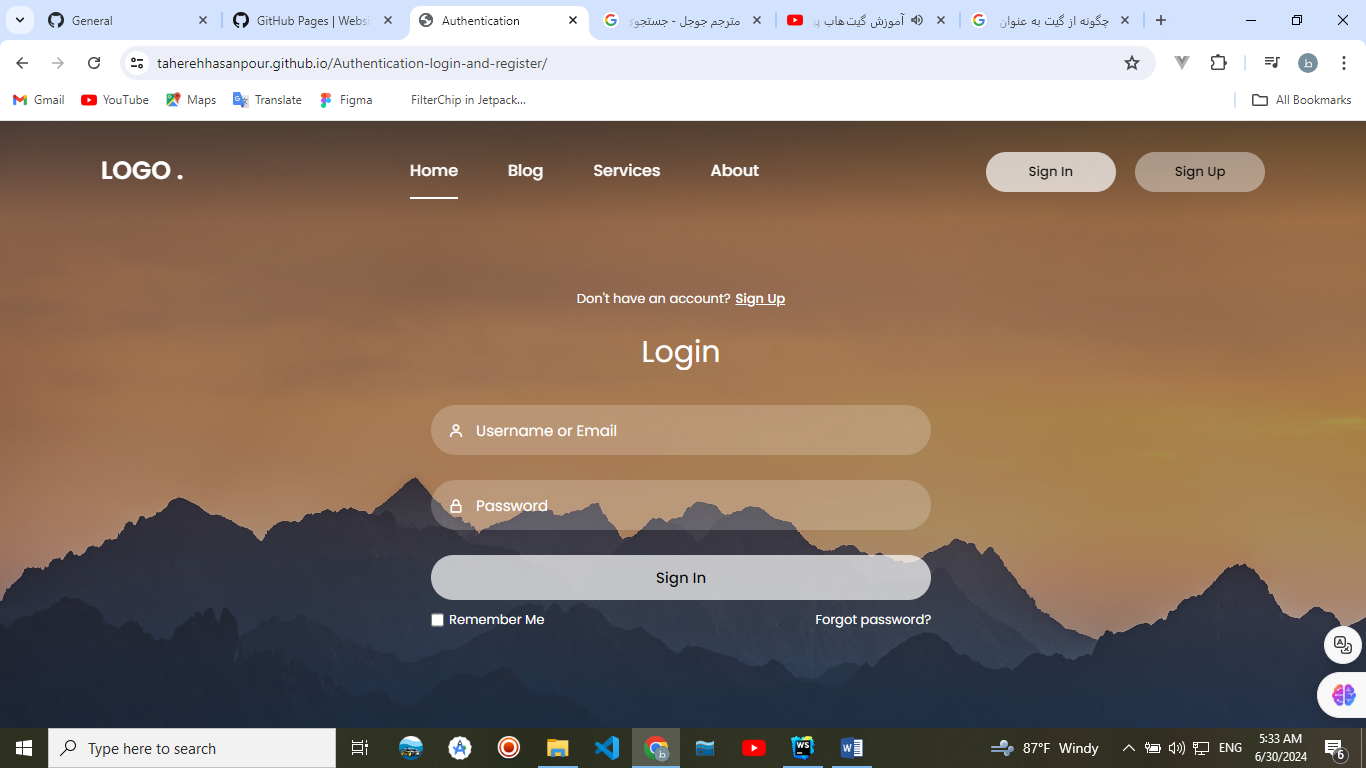 General
GitHub Pages | Websi
Authentication
مترجم جوجل - جستجوی
آموزش گیت‌هاب پی
چگونه از گیت به عنوان
taherehhasanpour.github.io/Authentication-login-and-register/
Gmail
YouTube
Maps
Translate
Figma
FilterChip in Jetpack...
All Bookmarks
LOGO .
Home
Blog
Services
About
Sign In
Sign Up
Don't have an account? Sign Up
Login
Username or Email
Password
Sign In
Remember Me
Forgot password?
Type here to search
87°F Windy
ENG
5:33 AM
6/30/2024
6